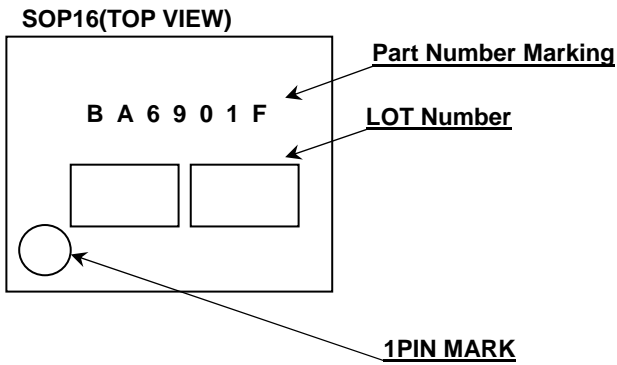 SOP16(TOP VIEW)
Part Number Marking
B A 6 9 0 1 F
LOT Number
1PIN MARK